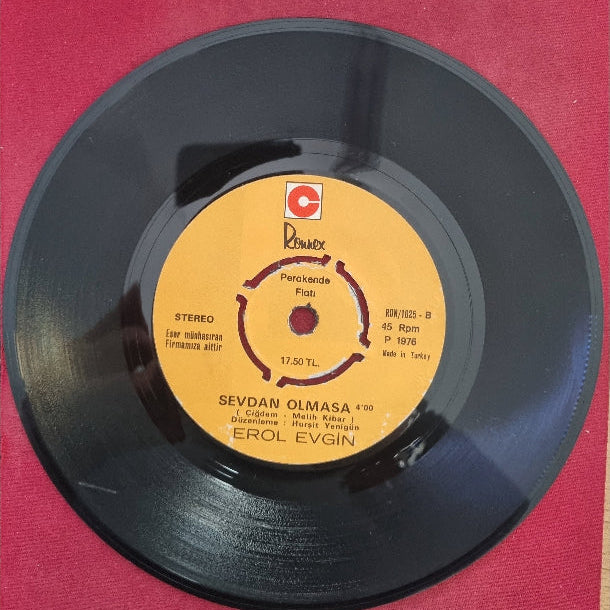 Ronnex
Perakende
Fiatı
STEREO
Eser münhasıran
Firmamıza aittir
RON/1625 - B
45 Rpm
P 1976
Made in Turkey
17.50 TL.
SEVDAN OLMASA 4'00
( Çiğdem - Melih Kibar )
Düzenleme : Hurşit Yenigün
EROL EVGİN